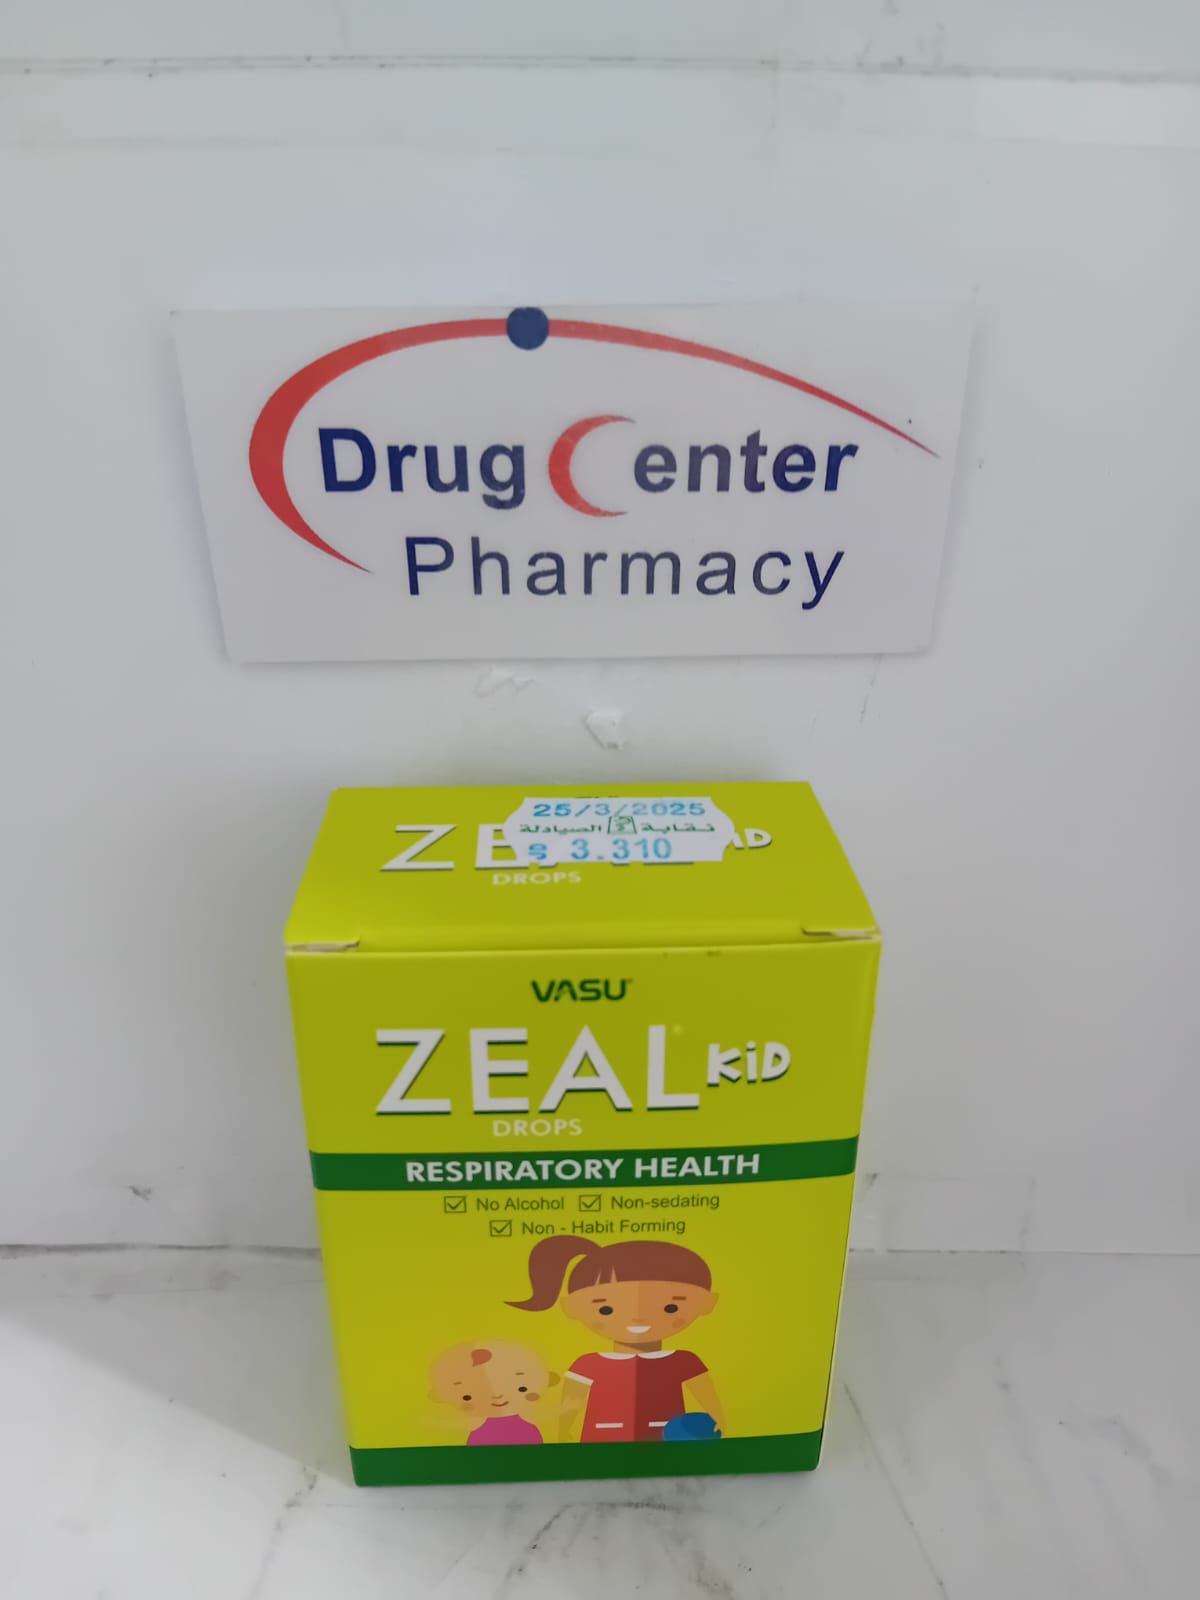 Drug Center
Pharmacy
25/3/2025
نقابة الصيادلة
3.310
ZE
DROPS
VASU
ZEAL® KiD
DROPS
RESPIRATORY HEALTH
No Alcohol Non-sedating
Non - Habit Forming